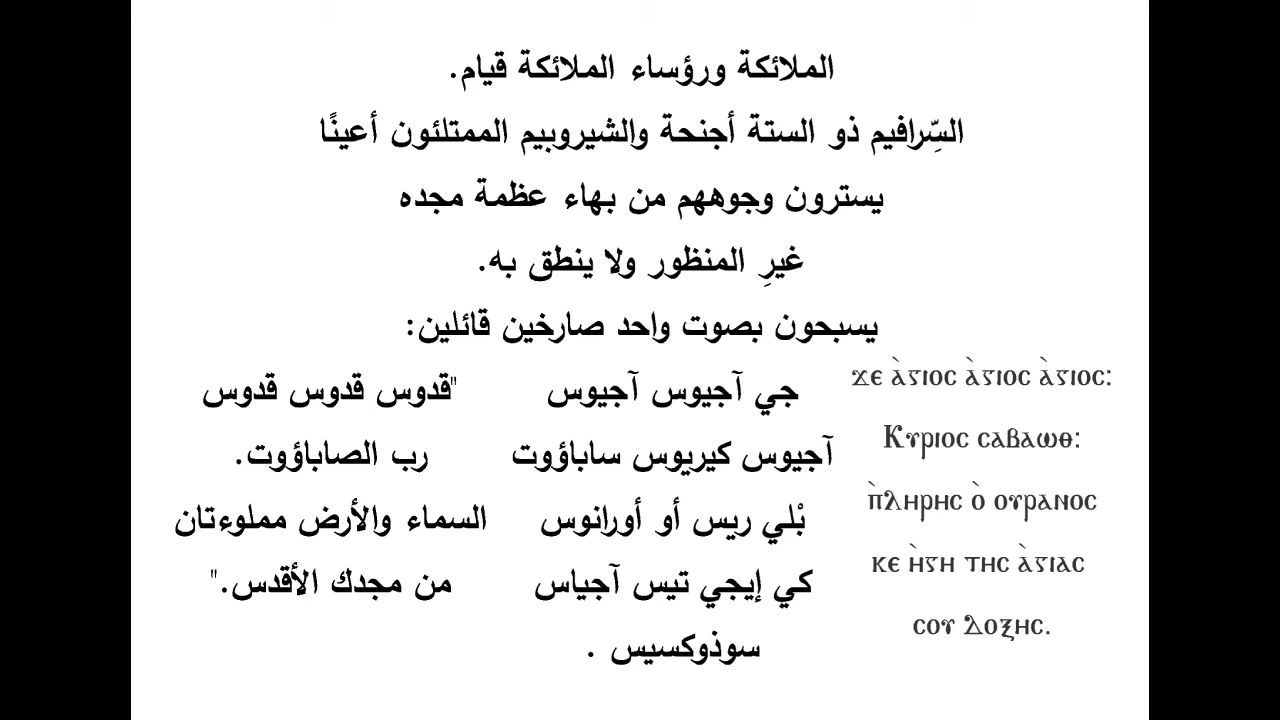 الملائكة ورؤساء الملائكة قيام.
السِّرافيم ذو الستة أجنحة والشيروبيم الممتلئون أعينًا
يسترون وجوههم من بهاء عظمة مجده
غيرِ المنظور ولا ينطق به.
يسبحون بصوت واحد صارخين قائلين:
ϫⲉ ⲁ̀ⲅⲓⲟⲥ ⲁ̀ⲅⲓⲟⲥ ⲁ̀ⲅⲓⲟⲥ:
جي آجيوس آجيوس
"قدوس قدوس قدوس
Ⲕⲩⲣⲓⲟⲥ ⲥⲁⲃⲁⲱⲑ:
آجيوس كيريوس ساباؤوت
رب الصاباؤوت.
ⲡ̀ⲗⲏⲣⲏⲥ ⲟ̀ ⲟⲩⲣⲁⲛⲟⲥ
بْلي ريس أو أورانوس
السماء والأرض مملوءتان
ⲕⲉ ⲏ̀ⲅⲏ ⲧⲏⲥ ⲁ̀ⲅⲓⲁⲥ
كي إيجي تيس آجياس
من مجدك الأقدس."
ⲥⲟⲩ Ⲇⲟⲝⲏⲥ.
سوذوكسيس .